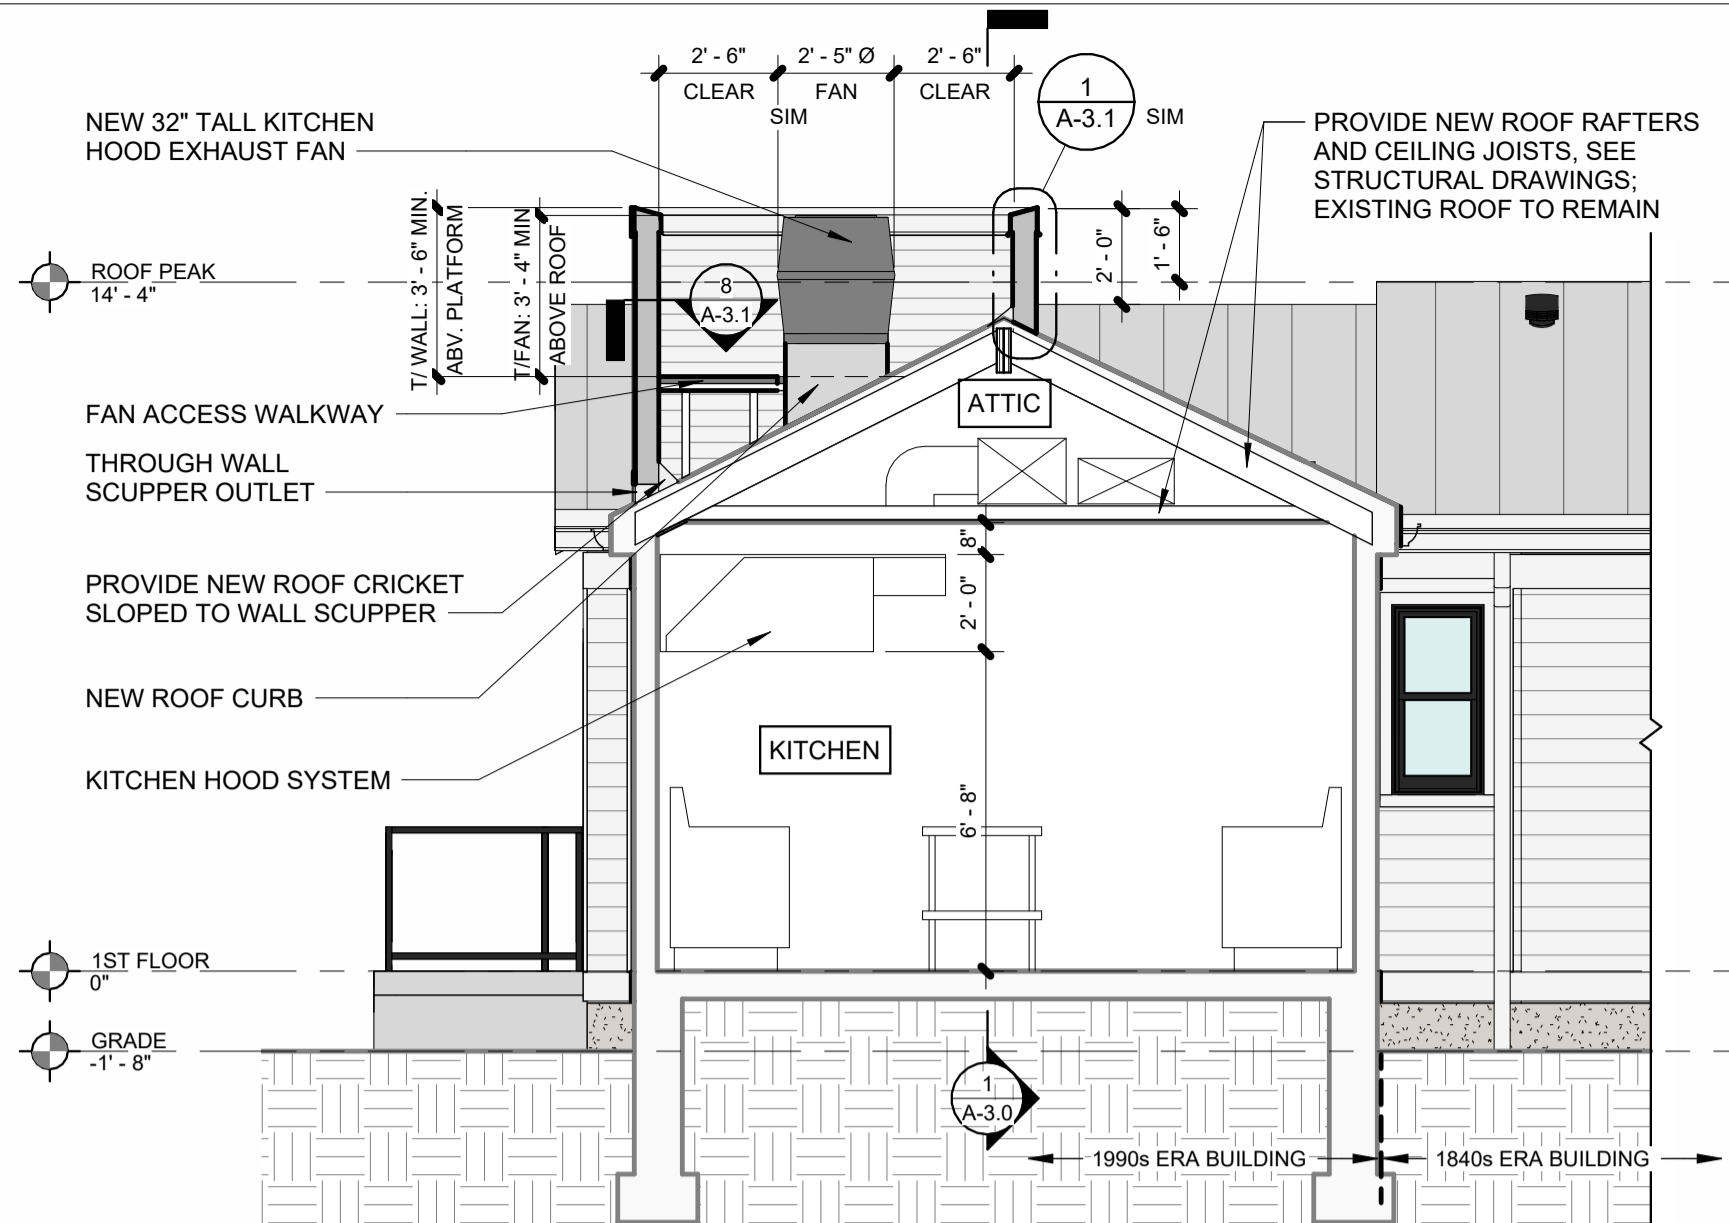 2' - 6"
2' - 5" Ø
2' - 6"
CLEAR
FAN
CLEAR
SIM
1
A-3.1
SIM
NEW 32" TALL KITCHEN
HOOD EXHAUST FAN
PROVIDE NEW ROOF RAFTERS
AND CEILING JOISTS, SEE
STRUCTURAL DRAWINGS;
EXISTING ROOF TO REMAIN
T/ WALL: 3' - 6" MIN.
ABV. PLATFORM
T/FAN: 3' - 4" MIN
ABOVE ROOF
2' - 0"
1' - 6"
ROOF PEAK
14' - 4"
8
A-3.1
ATTIC
FAN ACCESS WALKWAY
THROUGH WALL
SCUPPER OUTLET
8"
PROVIDE NEW ROOF CRICKET
SLOPED TO WALL SCUPPER
2' - 0"
NEW ROOF CURB
KITCHEN
KITCHEN HOOD SYSTEM
6' - 8"
1ST FLOOR
0"
GRADE
-1' - 8"
1
A-3.0
1990s ERA BUILDING
1840s ERA BUILDING